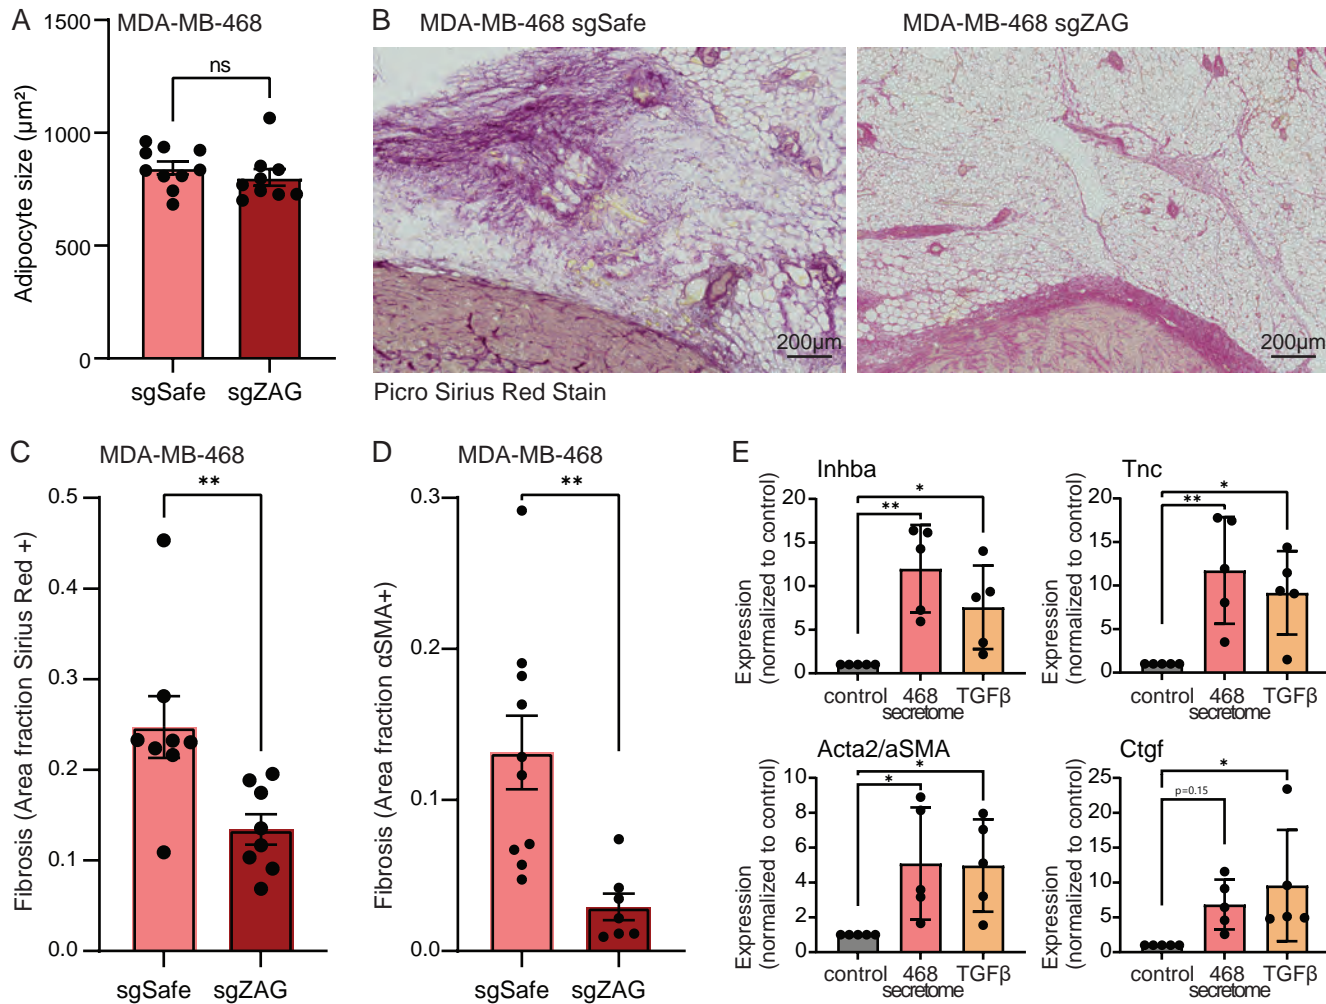 A MDA-MB-468
1500
1000
500
0
Adipocyte size (µm²)
ns
sgSafe sgZAG
B MDA-MB-468 sgSafe MDA-MB-468 sgZAG
200µm
200µm
Picro Sirius Red Stain
C MDA-MB-468
**
0.5
0.4
0.3
0.2
0.1
0.0
Fibrosis (Area fraction Sirius Red +)
sgSafe sgZAG
D MDA-MB-468
**
0.3
0.2
0.1
0.0
Fibrosis (Area fraction αSMA+)
sgSafe sgZAG
E
Inhba
Expression
(normalized to control)
20
15
10
5
0
*
**
control 468 TGFβ
secretome
Tnc
Expression
(normalized to control)
20
15
10
5
0
*
**
control 468 TGFβ
secretome
Acta2/aSMA
Expression
(normalized to control)
10
8
6
4
2
0
*
*
control 468 TGFβ
secretome
Ctgf
Expression
(normalized to control)
25
20
15
10
5
0
*
p=0.15
control 468 TGFβ
secretome